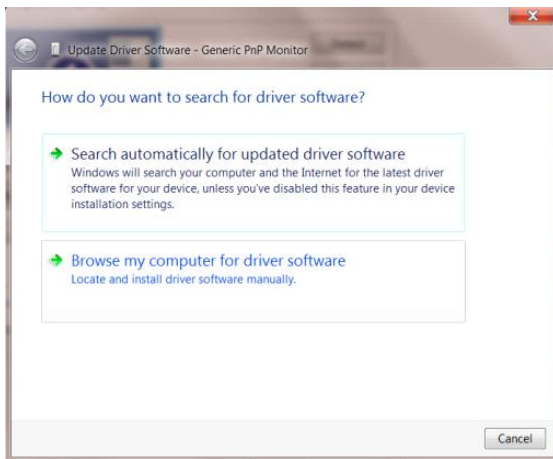 Update Driver Software - Generic PnP Monitor
How do you want to search for driver software?
Search automatically for updated driver software
Windows will search your computer and the Internet for the latest driver
software for your device, unless you've disabled this feature in your device
installation settings.
Browse my computer for driver software
Locate and install driver software manually.
Cancel